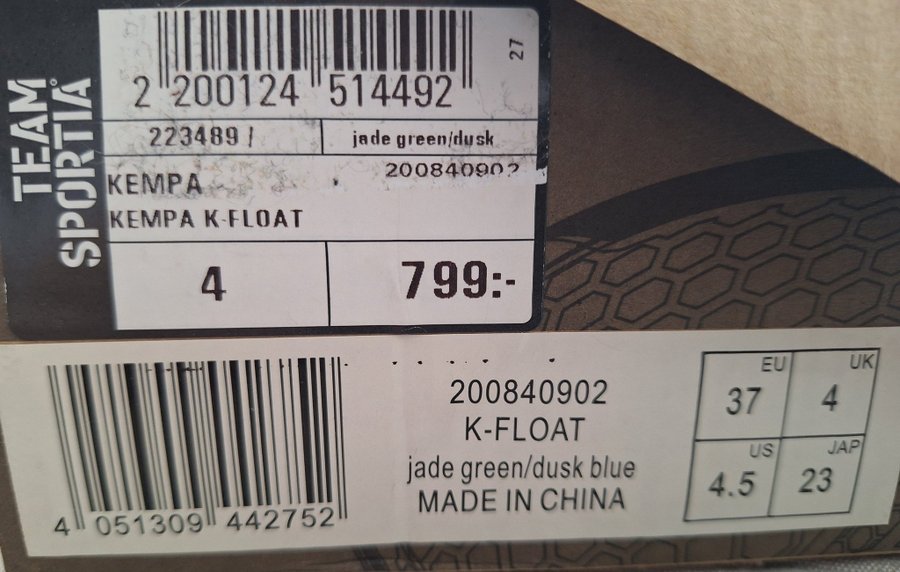 TEAM
SPORTIA
2 200124 514492
27
223489 / jade green/dusk
200840902
KEMPA
KEMPA K-FLOAT
4 799:-
4 051309 442752
200840902
K-FLOAT
jade green/dusk blue
MADE IN CHINA
EU UK
37 4
US JAP
4.5 23